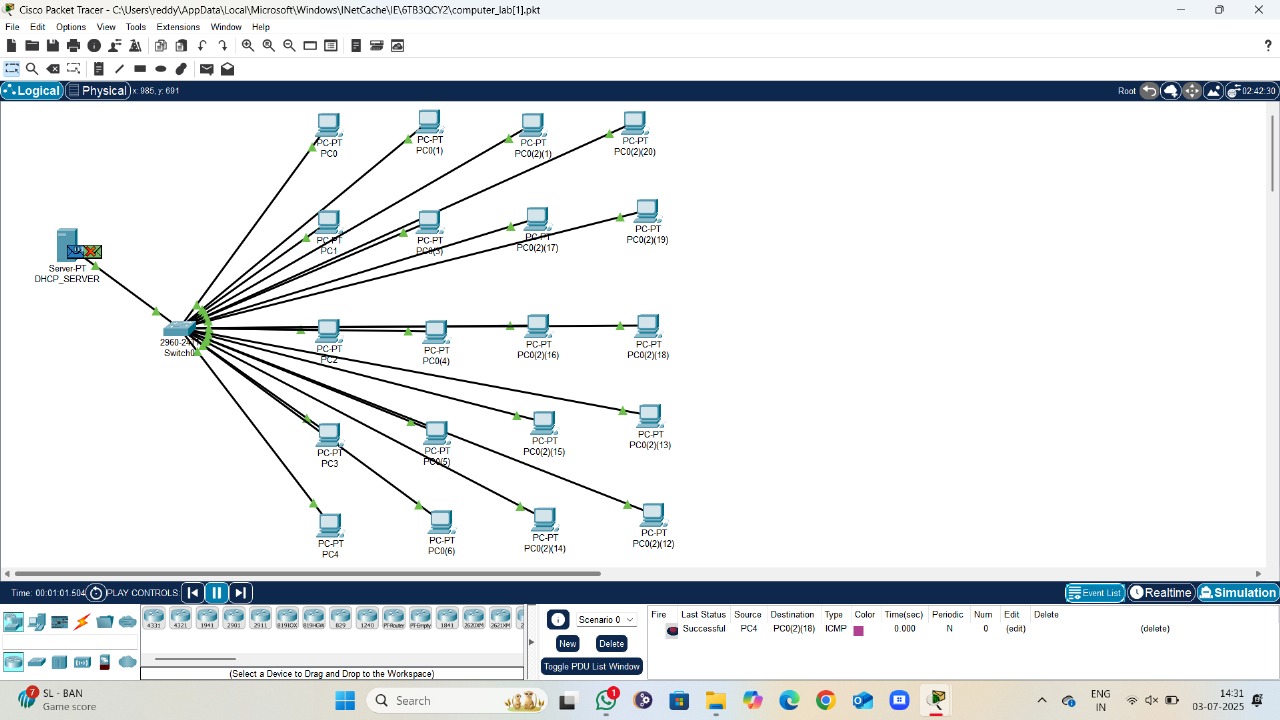 Cisco Packet Tracer - C:\Users\reddy\AppData\Local\Microsoft\Windows\INetCache\IE\6TB3QCY2\computer_lab[1].pkt
File Edit Options View Tools Extensions Window Help
?
Logical Physical x: 985, y: 691 Root 02:42:30
PC-PT
PC0
PC-PT
PC0(1)
PC-PT
PC0(2)(1)
PC-PT
PC0(2)(20)
PC-PT
PC1
PC-PT
PC0(3)
PC-PT
PC0(2)(17)
PC-PT
PC0(2)(19)
Server-PT
DHCP_SERVER
2960-24
Switch0
PC-PT
PC2
PC-PT
PC0(4)
PC-PT
PC0(2)(16)
PC-PT
PC0(2)(18)
PC-PT
PC3
PC-PT
PC0(5)
PC-PT
PC0(2)(15)
PC-PT
PC0(2)(13)
PC-PT
PC4
PC-PT
PC0(6)
PC-PT
PC0(2)(14)
PC-PT
PC0(2)(12)
Time: 00:01:01.504 PLAY CONTROLS: Event List Realtime Simulation
4331 4321 1941 2901 2911 819IOX 819HGW 829 1240 PT-Router PT-Empty 1841 2620XM 2621XM
(Select a Device to Drag and Drop to the Workspace)
Scenario 0
New Delete
Toggle PDU List Window
Fire Last Status Source Destination Type Color Time(sec) Periodic Num Edit Delete
Successful PC4 PC0(2)(18) ICMP 0.000 N 0 (edit) (delete)
7
SL - BAN
Game score
Search
1
ENG
IN
14:31
03-07-2025